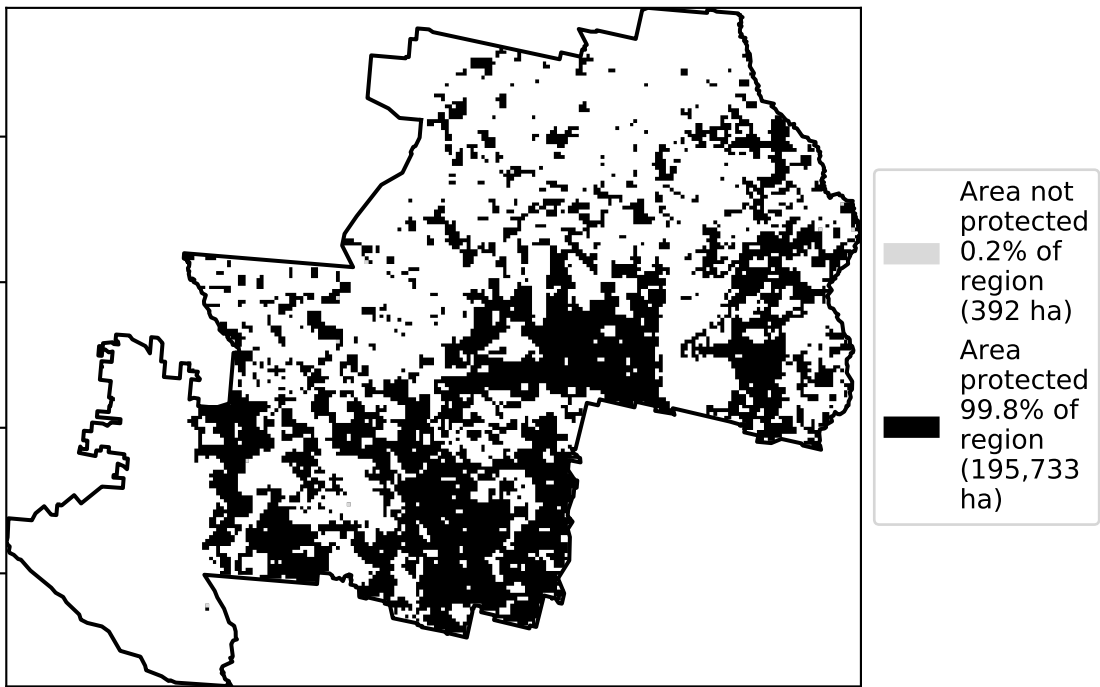 Area not
protected
0.2% of
region
(392 ha)
Area
protected
99.8% of
region
(195,733
ha)